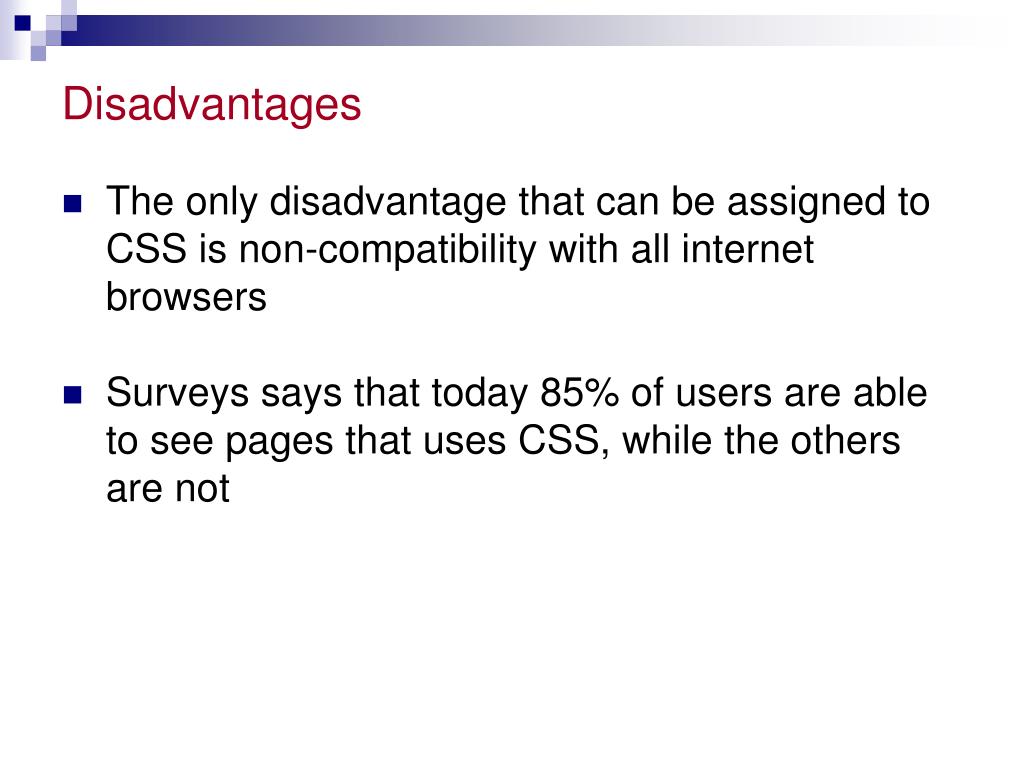 Disadvantages
The only disadvantage that can be assigned to
CSS is non-compatibility with all internet
browsers
Surveys says that today 85% of users are able
to see pages that uses CSS, while the others
are not